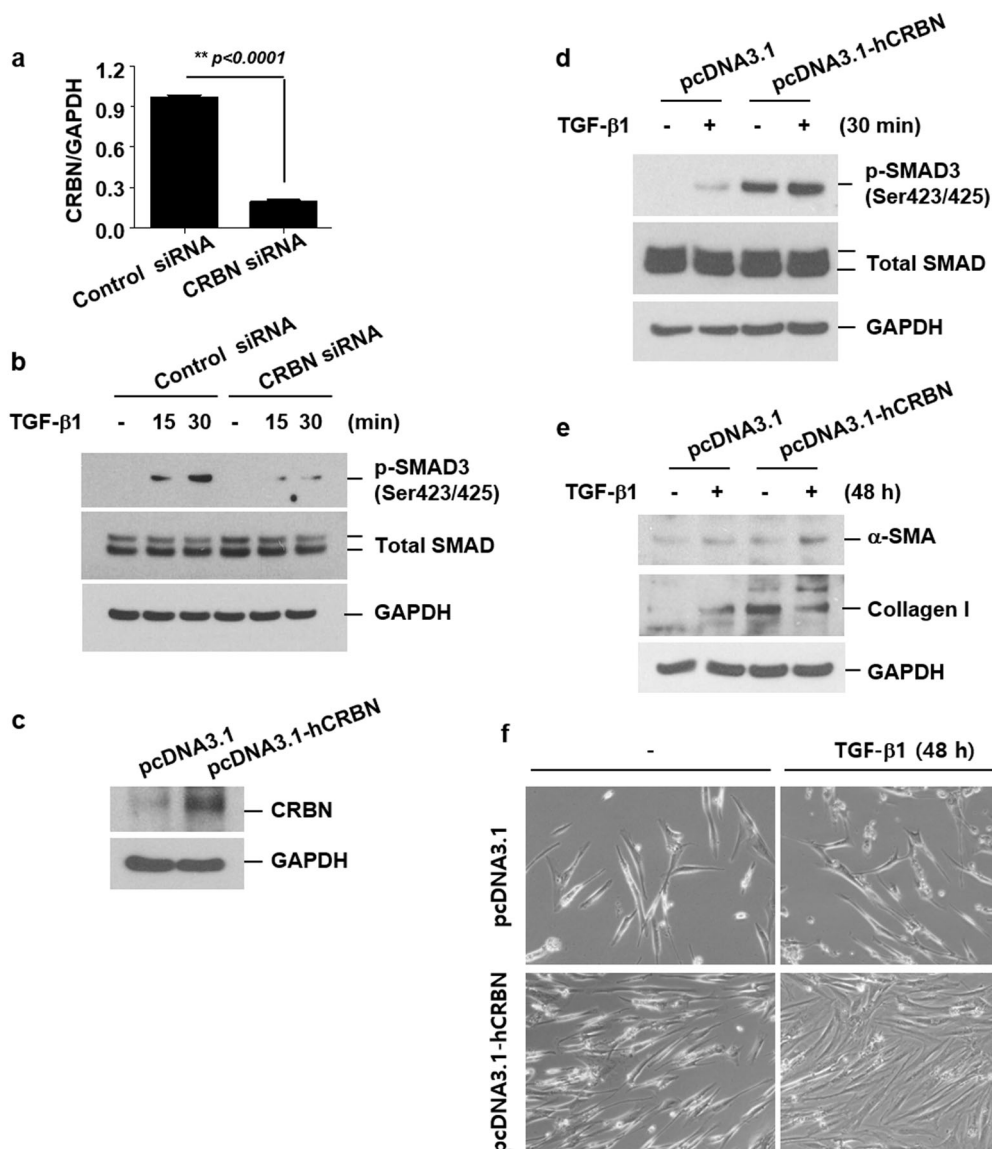 a
** p<0.0001
CRBN/GAPDH
1.2
0.9
0.6
0.3
0.0
Control siRNA
CRBN siRNA
b
Control siRNA
CRBN siRNA
TGF-β1 - 15 30 - 15 30 (min)
p-SMAD3
(Ser423/425)
Total SMAD
GAPDH
c
pcDNA3.1
pcDNA3.1-hCRBN
CRBN
GAPDH
d
pcDNA3.1
pcDNA3.1-hCRBN
TGF-β1 - + - + (30 min)
p-SMAD3
(Ser423/425)
Total SMAD
GAPDH
e
pcDNA3.1
pcDNA3.1-hCRBN
TGF-β1 - + - + (48 h)
α-SMA
Collagen I
GAPDH
f
- TGF-β1 (48 h)
pcDNA3.1
pcDNA3.1-hCRBN